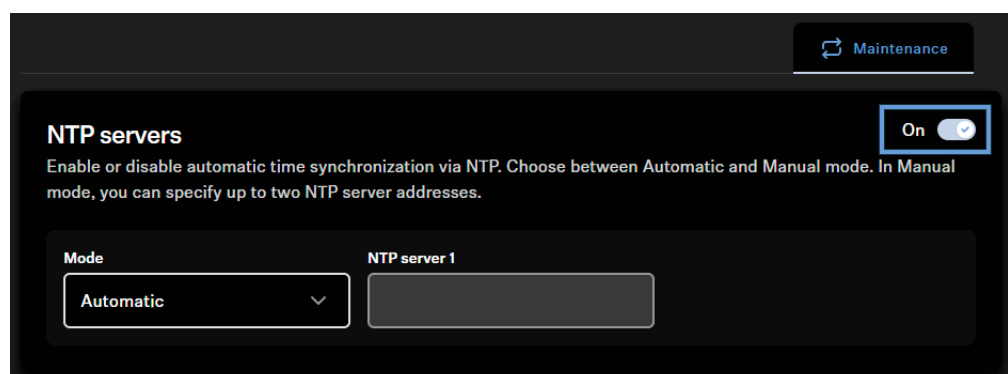 Maintenance
NTP servers
On
Enable or disable automatic time synchronization via NTP. Choose between Automatic and Manual mode. In Manual
mode, you can specify up to two NTP server addresses.
Mode
NTP server 1
Automatic